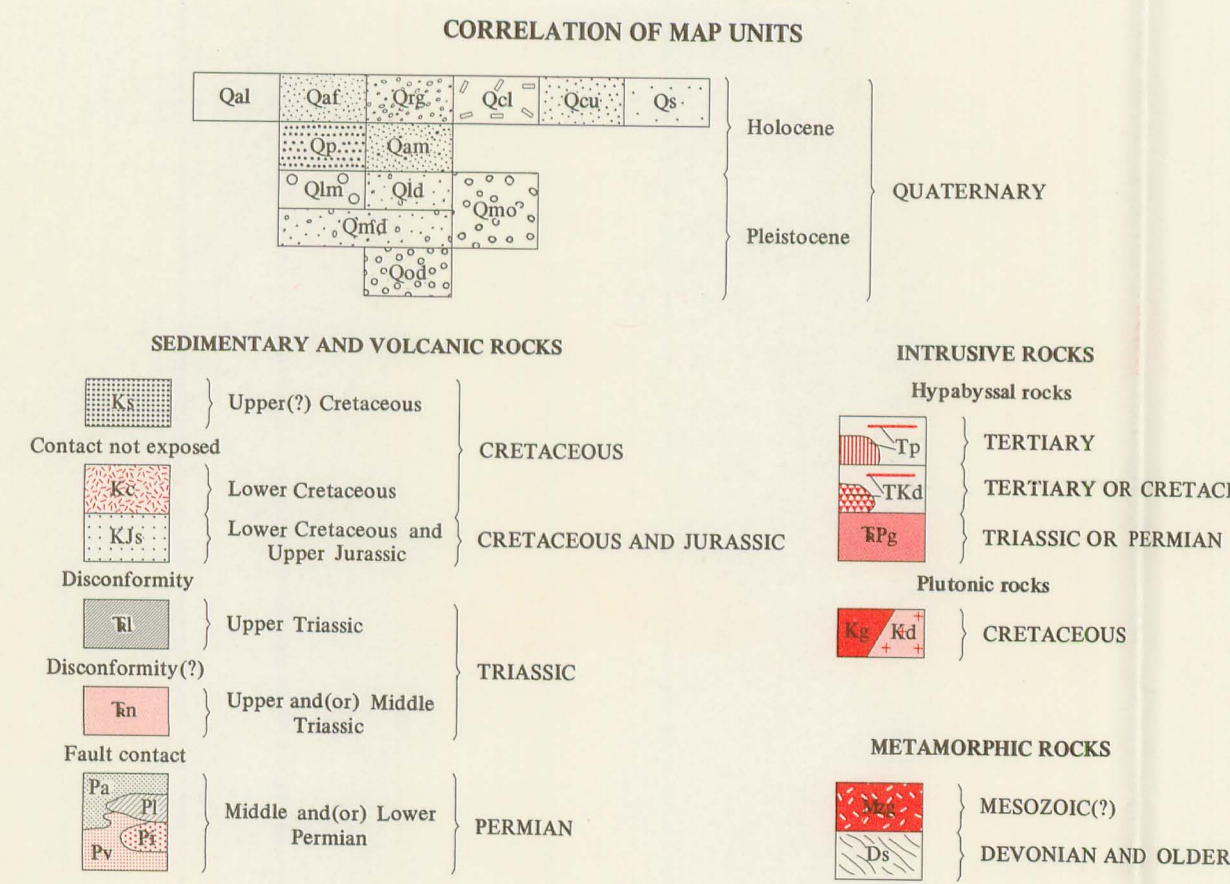 CORRELATION OF MAP UNITS
Qal Qaf Qrg Qcl Qcu Qs
Holocene
Qp Qam
Qlm Qld Qmo
QUATERNARY
Qmd
Pleistocene
Qod
SEDIMENTARY AND VOLCANIC ROCKS
Ks Upper(?) Cretaceous
Contact not exposed
CRETACEOUS
Kc Lower Cretaceous
KJs Lower Cretaceous and
Upper Jurassic
CRETACEOUS AND JURASSIC
Disconformity
T̶l Upper Triassic
Disconformity(?)
TRIASSIC
T̶n Upper and(or) Middle
Triassic
Fault contact
Pa
Pl
Middle and(or) Lower
Permian
PERMIAN
Pv
INTRUSIVE ROCKS
Hypabyssal rocks
Tp TERTIARY
TKd TERTIARY OR CRETACE
T̶Pg TRIASSIC OR PERMIAN
Plutonic rocks
Kg Kd CRETACEOUS
METAMORPHIC ROCKS
Mzg MESOZOIC(?)
Ds DEVONIAN AND OLDER